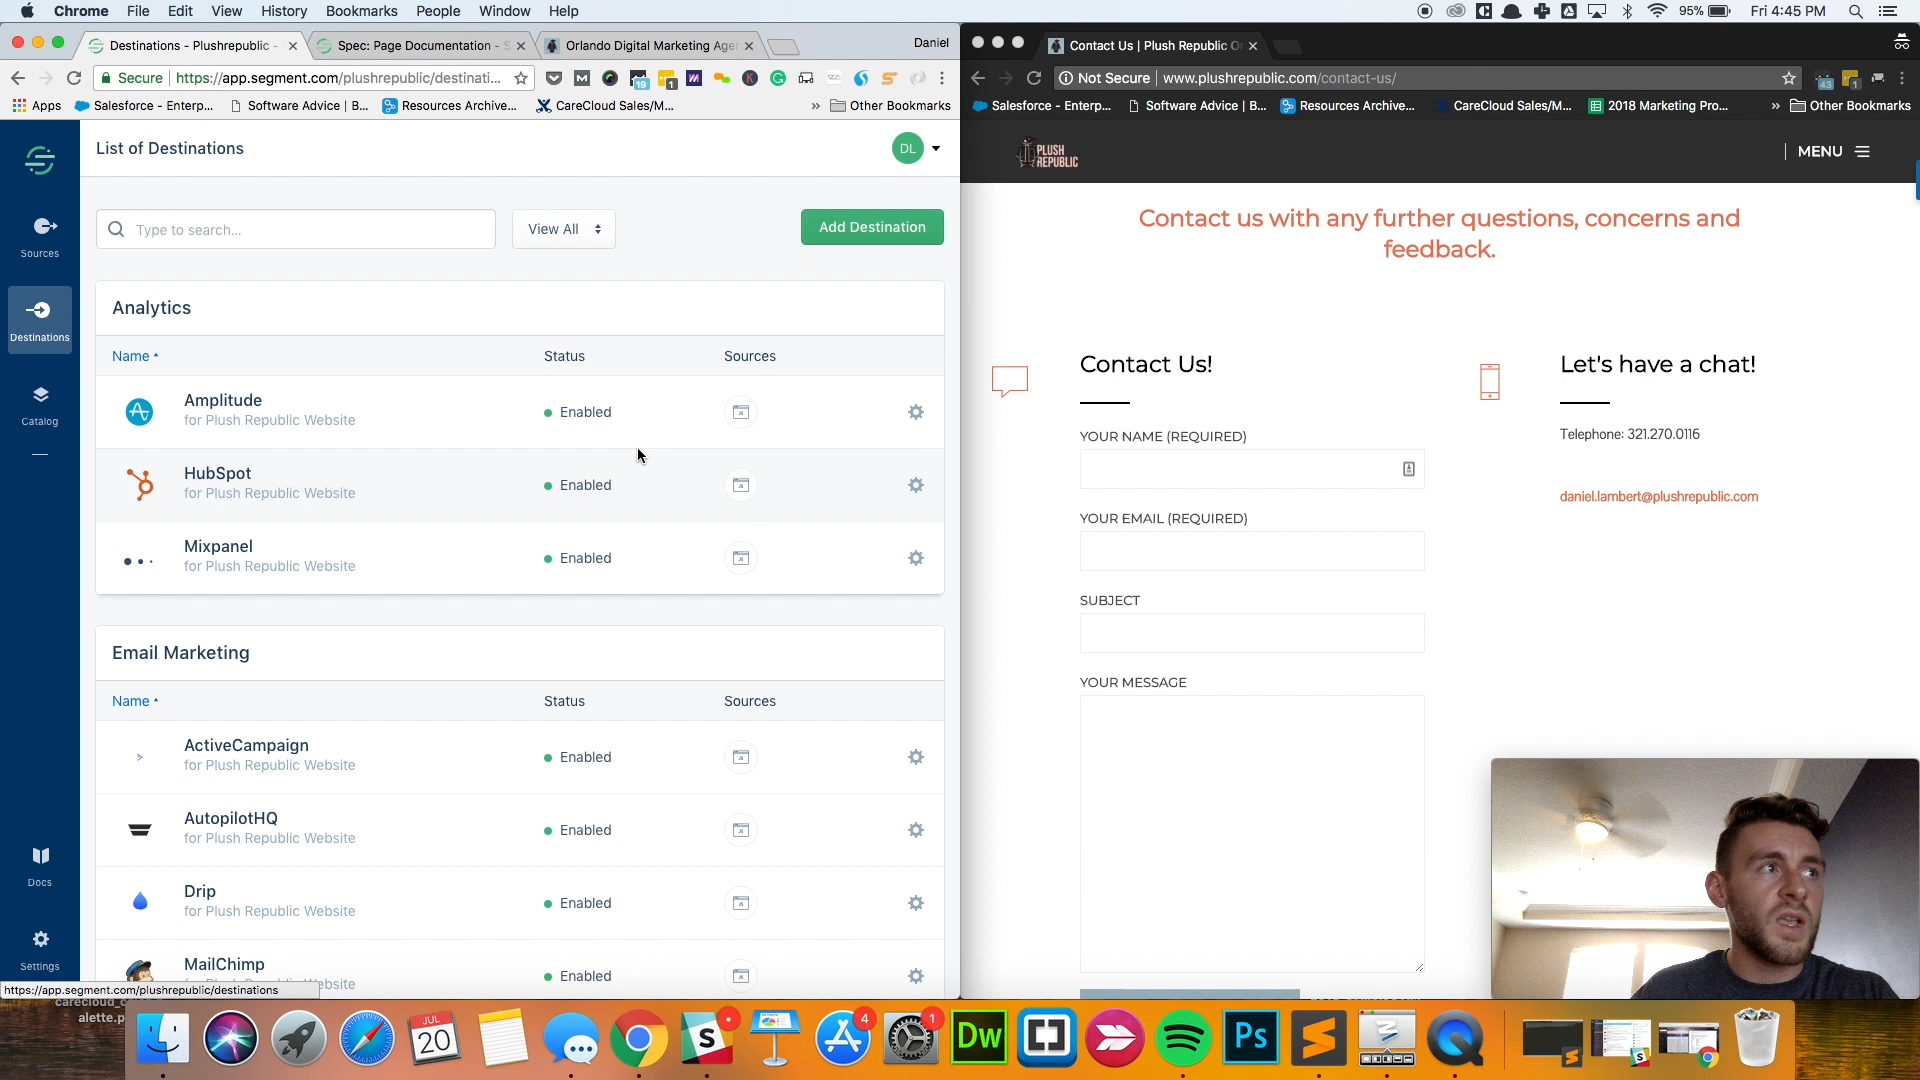 Chrome File Edit View History Bookmarks People Window Help
95% Fri 4:45 PM
Destinations - Plushrepublic -
Spec: Page Documentation - S
Orlando Digital Marketing Age
Daniel
Secure https://app.segment.com/plushrepublic/destinati...
Apps Salesforce - Enterp... Software Advice | B... Resources Archive... CareCloud Sales/M... » Other Bookmarks
Contact Us | Plush Republic O
Not Secure www.plushrepublic.com/contact-us/
Salesforce - Enterp... Software Advice | B... Resources Archive... CareCloud Sales/M... 2018 Marketing Pro... » Other Bookmarks
Sources
Destinations
Catalog
Docs
Settings
List of Destinations
DL
Type to search...
View All
Add Destination
Analytics
Name Status Sources
Amplitude
for Plush Republic Website
Enabled
HubSpot
for Plush Republic Website
Enabled
Mixpanel
for Plush Republic Website
Enabled
Email Marketing
Name Status Sources
ActiveCampaign
for Plush Republic Website
Enabled
AutopilotHQ
for Plush Republic Website
Enabled
Drip
for Plush Republic Website
Enabled
MailChimp
Website
Enabled
https://app.segment.com/plushrepublic/destinations
PLUSH
REPUBLIC
MENU
Contact us with any further questions, concerns and
feedback.
Contact Us!
YOUR NAME (REQUIRED)
YOUR EMAIL (REQUIRED)
SUBJECT
YOUR MESSAGE
Let's have a chat!
Telephone: 321.270.0116
daniel.lambert@plushrepublic.com
alette.p
JUL
20
4
1
Dw
Ps